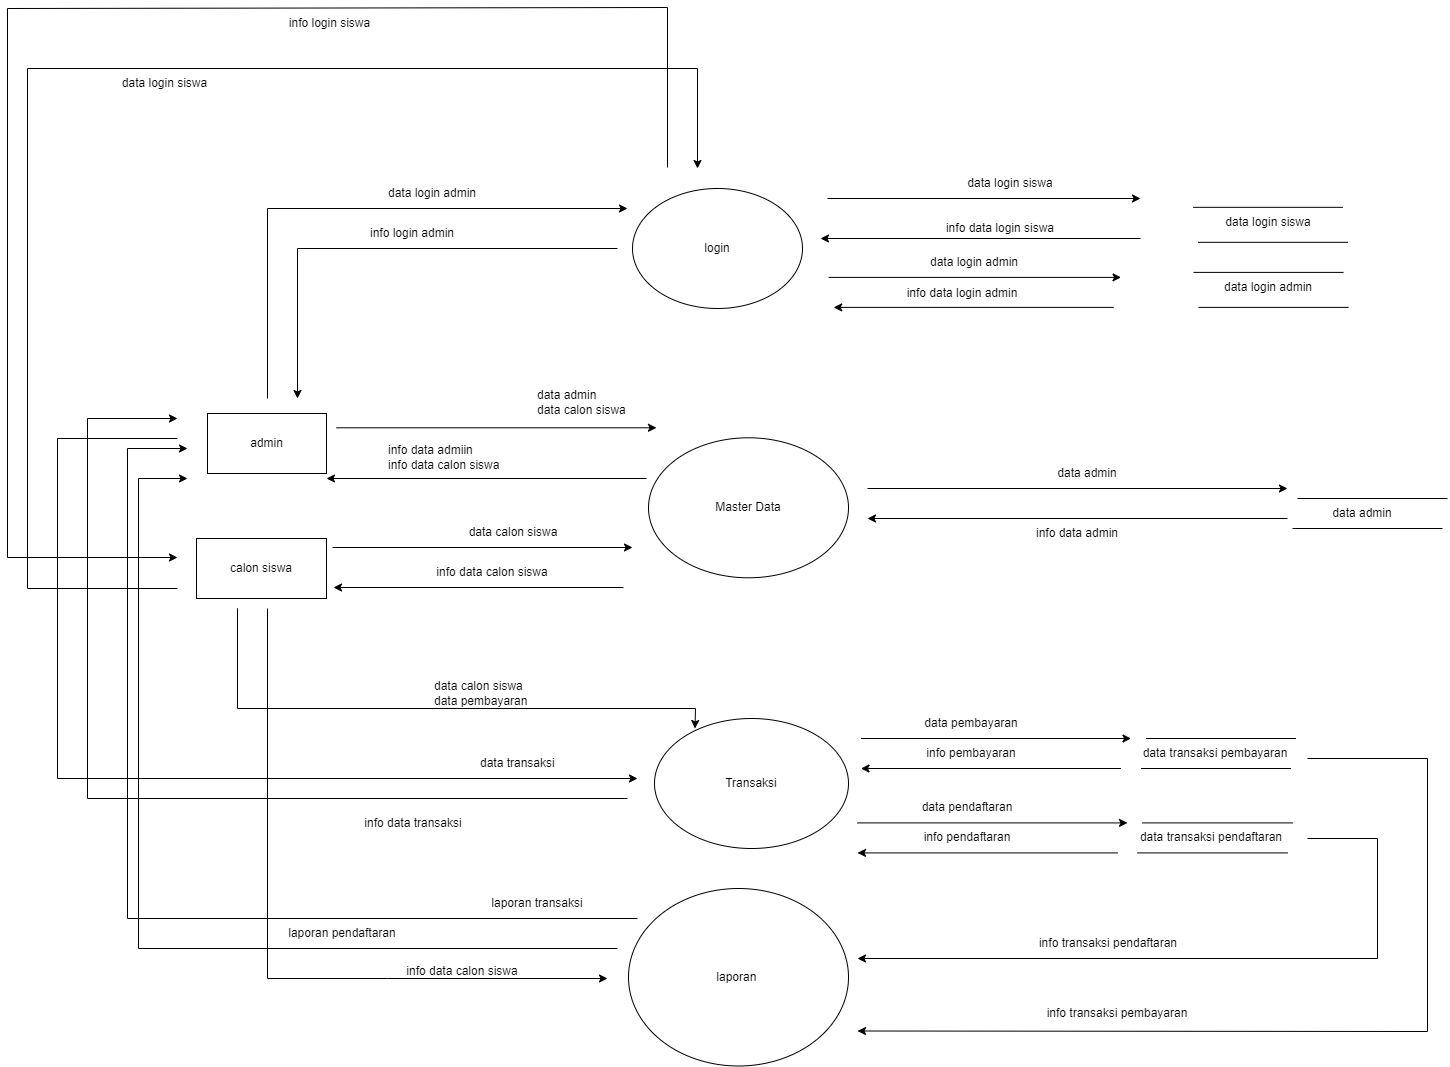 info login siswa
data login siswa
data login admin
info login admin
login
data login siswa
info data login siswa
data login admin
info data login admin
data login siswa
data login admin
admin
data admin
data calon siswa
info data admiin
info data calon siswa
Master Data
data admin
info data admin
data admin
calon siswa
data calon siswa
info data calon siswa
data calon siswa
data pembayaran
data transaksi
info data transaksi
Transaksi
data pembayaran
info pembayaran
data transaksi pembayaran
data pendaftaran
info pendaftaran
data transaksi pendaftaran
laporan transaksi
laporan pendaftaran
info data calon siswa
laporan
info transaksi pendaftaran
info transaksi pembayaran